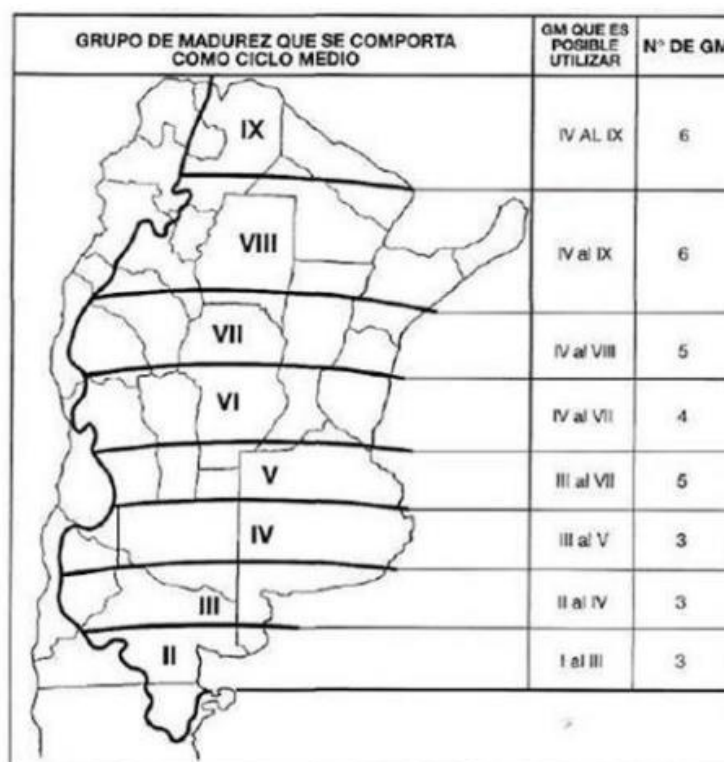 GRUPO DE MADUREZ QUE SE COMPORTA
COMO CICLO MEDIO
GM QUE ES
POSIBLE
UTILIZAR
N° DE GM
IX
IV AL IX
6
VIII
IV al IX
6
VII
IV al VIII
5
VI
IV al VII
4
V
III al VII
5
IV
III al V
3
III
II al IV
3
II
I al III
3